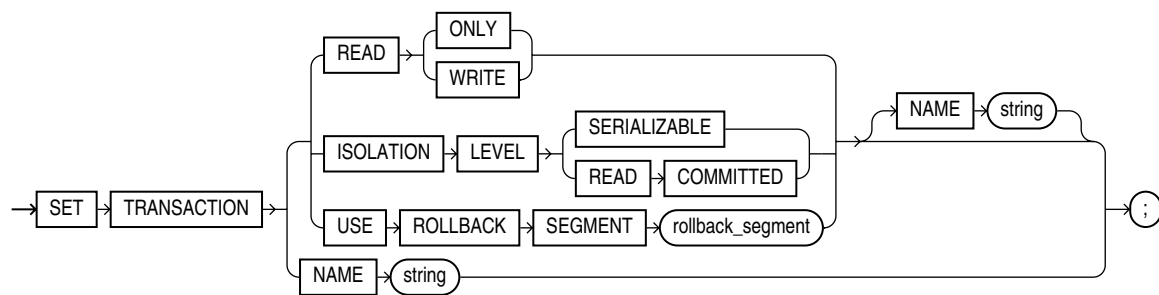 ONLY
READ
WRITE
NAME string
SERIALIZABLE
ISOLATION LEVEL
READ COMMITTED
SET TRANSACTION
USE ROLLBACK SEGMENT rollback_segment
;
NAME string